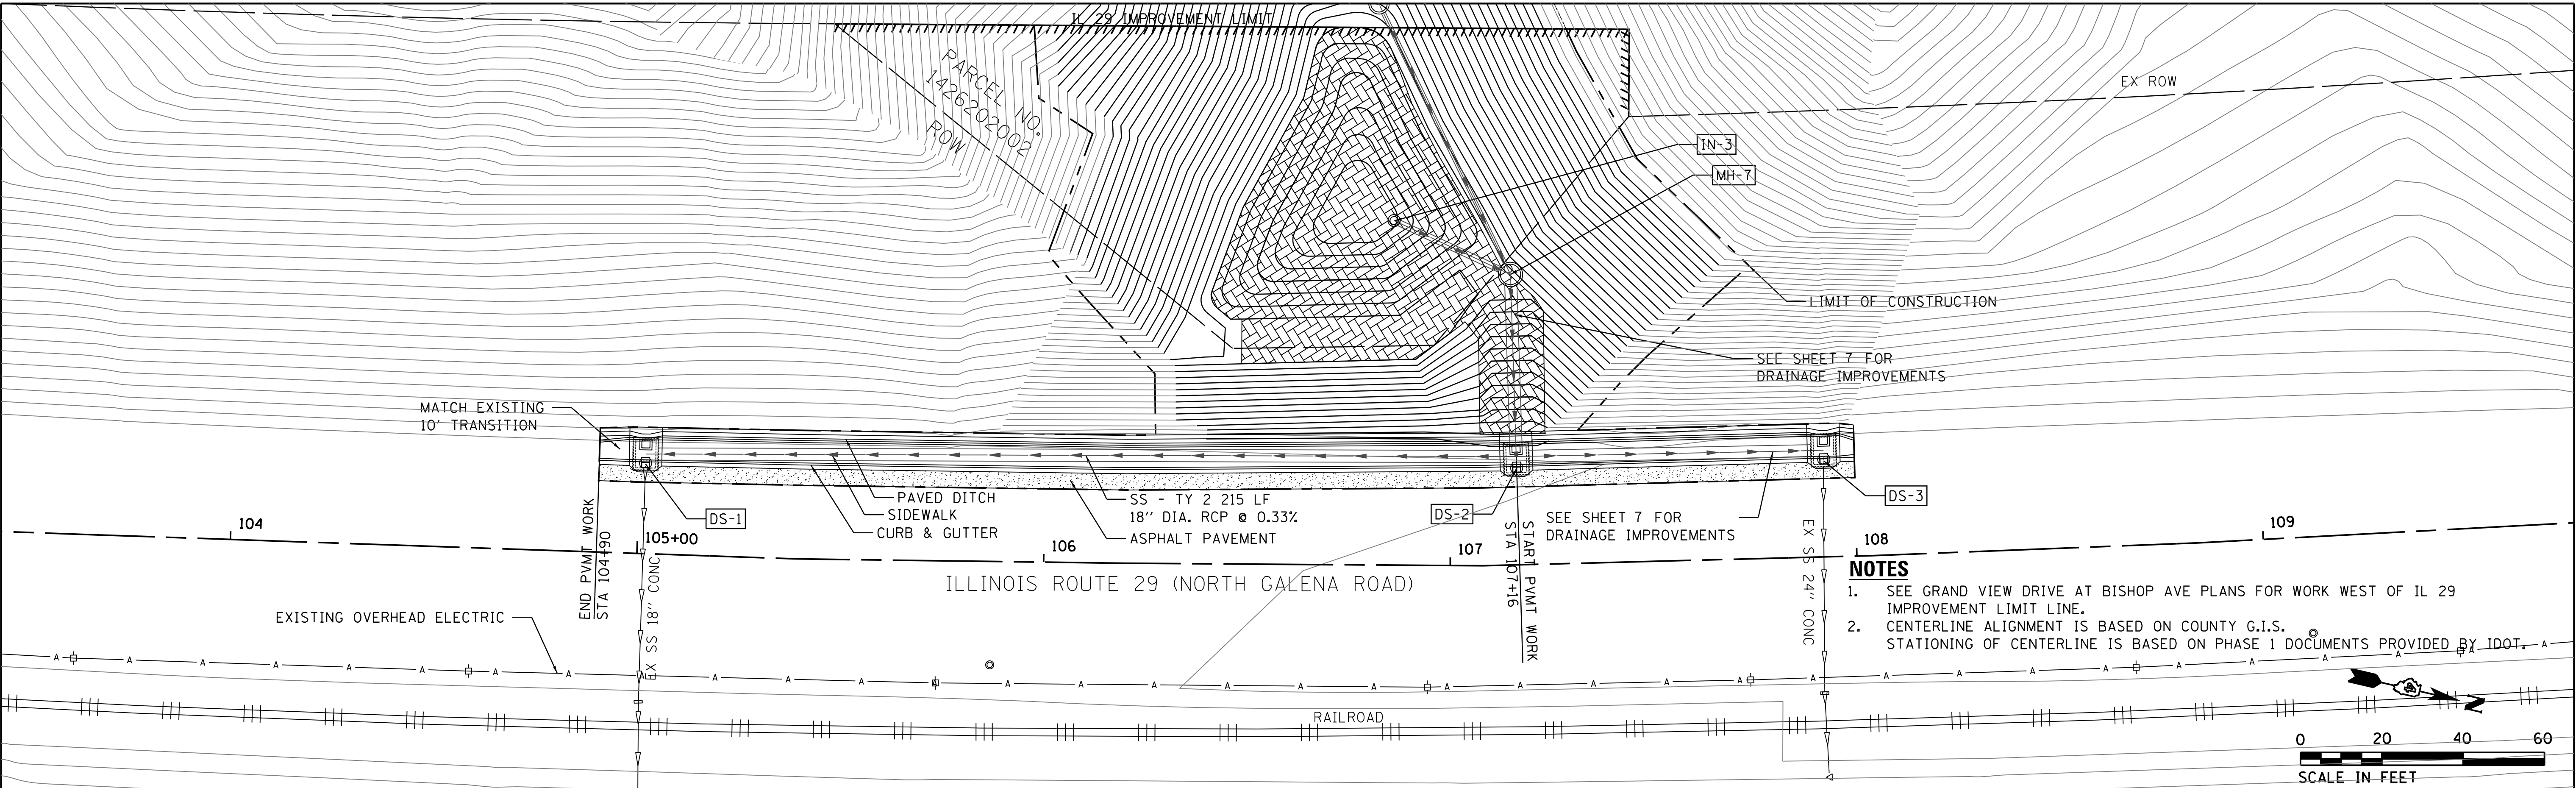 IL 29 IMPROVEMENT LIMIT
PARCEL NO.
1426202002
ROW
EX ROW
IN-3
MH-7
LIMIT OF CONSTRUCTION
SEE SHEET 7 FOR
DRAINAGE IMPROVEMENTS
MATCH EXISTING
10' TRANSITION
PAVED DITCH
SIDEWALK
CURB & GUTTER
SS - TY 2 215 LF
18" DIA. RCP @ 0.33%
ASPHALT PAVEMENT
DS-1
DS-2
DS-3
SEE SHEET 7 FOR
DRAINAGE IMPROVEMENTS
END PVMT WORK
STA 104+90
START PVMT WORK
STA 107+16
EX SS 18" CONC
EX SS 24" CONC
104
105+00
106
107
108
109
ILLINOIS ROUTE 29 (NORTH GALENA ROAD)
EXISTING OVERHEAD ELECTRIC
A A A A A A A A A A A A A A A A A A A A A A A A A A A A
RAILROAD
NOTES
1. SEE GRAND VIEW DRIVE AT BISHOP AVE PLANS FOR WORK WEST OF IL 29
IMPROVEMENT LIMIT LINE.
2. CENTERLINE ALIGNMENT IS BASED ON COUNTY G.I.S.
STATIONING OF CENTERLINE IS BASED ON PHASE 1 DOCUMENTS PROVIDED BY IDOT.
N
0 20 40 60
SCALE IN FEET